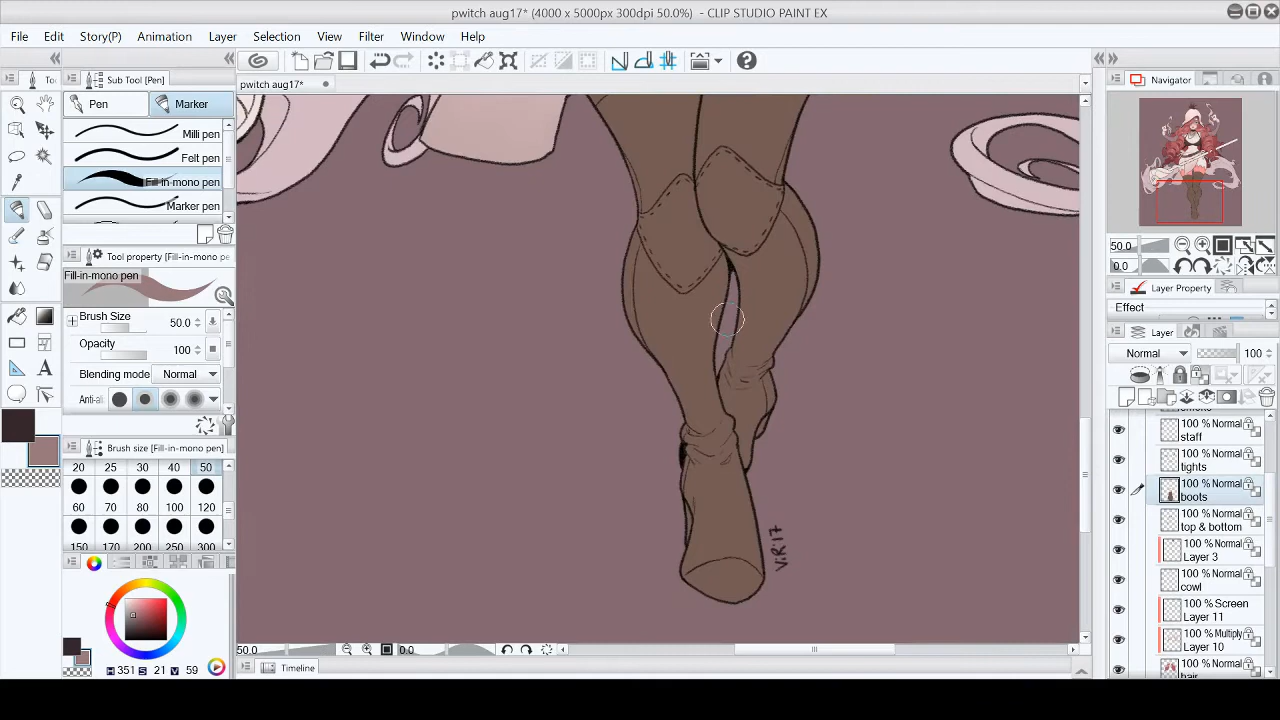 pwitch aug17* (4000 x 5000px 300dpi 50.0%) - CLIP STUDIO PAINT EX
File Edit Story(P) Animation Layer Selection View Filter Window Help
pwitch aug17*
Sub Tool [Pen]
Pen Marker
Milli pen
Felt pen
Fill-in-mono pen
Marker pen
Tool property [Fill-in-mono pe
Fill-in-mono pen
Brush Size 50.0
Opacity 100
Blending mode Normal
Anti-al
Brush size [Fill-in-mono pen]
20 25 30 40 50
60 70 80 100 120
150 170 200 250 300
H 351 S 21 V 59
50.0 0.0
Timeline
ViR:17
Navigator
50.0
0.0
Layer Property
Effect
Layer
Normal 100
staff
100 % Normal
tights
100 % Normal
boots
100 % Normal
top & bottom
100 % Normal
Layer 3
100 % Normal
cowl
100 % Screen
Layer 11
100 % Multiply
Layer 10
100 % Normal
hair